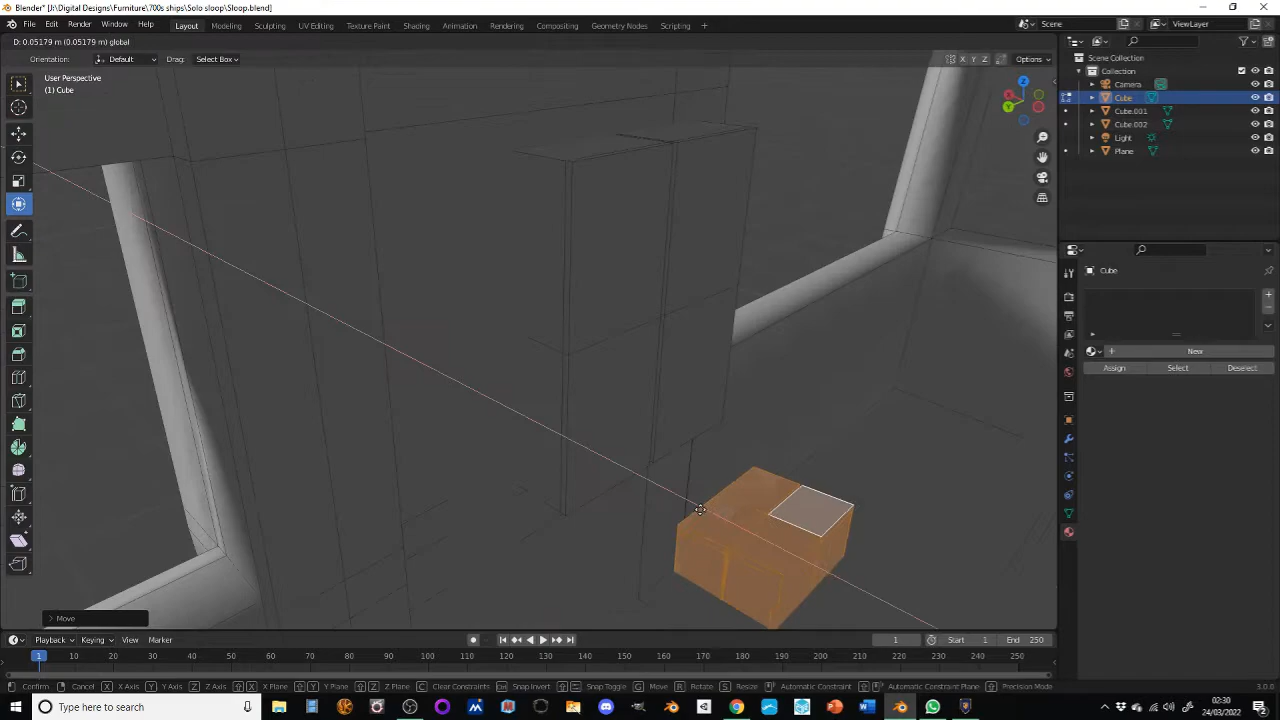 Blender* [J:\Digital Designs\Furniture\700s ships\Solo sloop\Sloop.blend]
File Edit Render Window Help Layout Modeling Sculpting UV Editing Texture Paint Shading Animation Rendering Compositing Geometry Nodes Scripting + Scene ViewLayer
D: 0.05179 m (0.05179 m) global
Orientation: Default Drag: Select Box X Y Z Options
User Perspective
(1) Cube
Scene Collection
Collection
Camera
Cube
Cube.001
Cube.002
Light
Plane
Z
X
Y
Cube
New
Assign Select Deselect
> Move
Playback Keying View Marker 1 Start 1 End 250
1 10 20 30 40 50 60 70 80 90 100 110 120 130 140 150 160 170 180 190 200 210 220 230 240 250
Confirm Cancel X X Axis Y Y Axis Z Z Axis X X Plane Y Y Plane Z Z Plane C Clear Constraints Snap Invert Snap Toggle G Move R Rotate S Resize Automatic Constraint Automatic Constraint Plane Precision Mode 3.0.0
Type here to search
02:30
24/03/2022